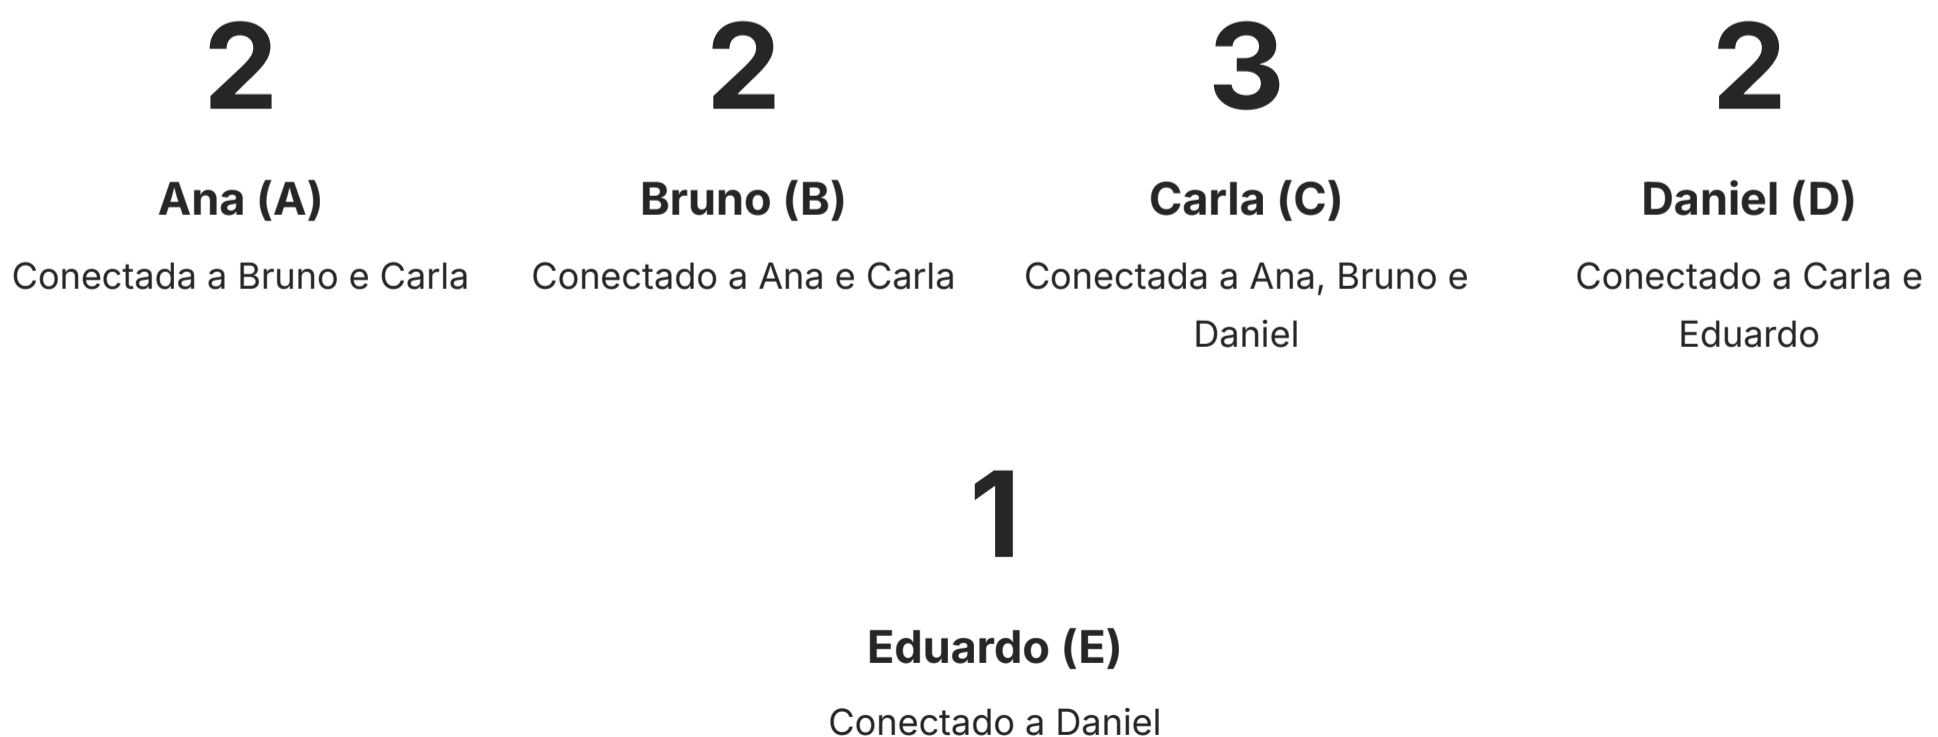 2
Ana (A)
Conectada a Bruno e Carla
2
Bruno (B)
Conectado a Ana e Carla
3
Carla (C)
Conectada a Ana, Bruno e
Daniel
2
Daniel (D)
Conectado a Carla e
Eduardo
1
Eduardo (E)
Conectado a Daniel